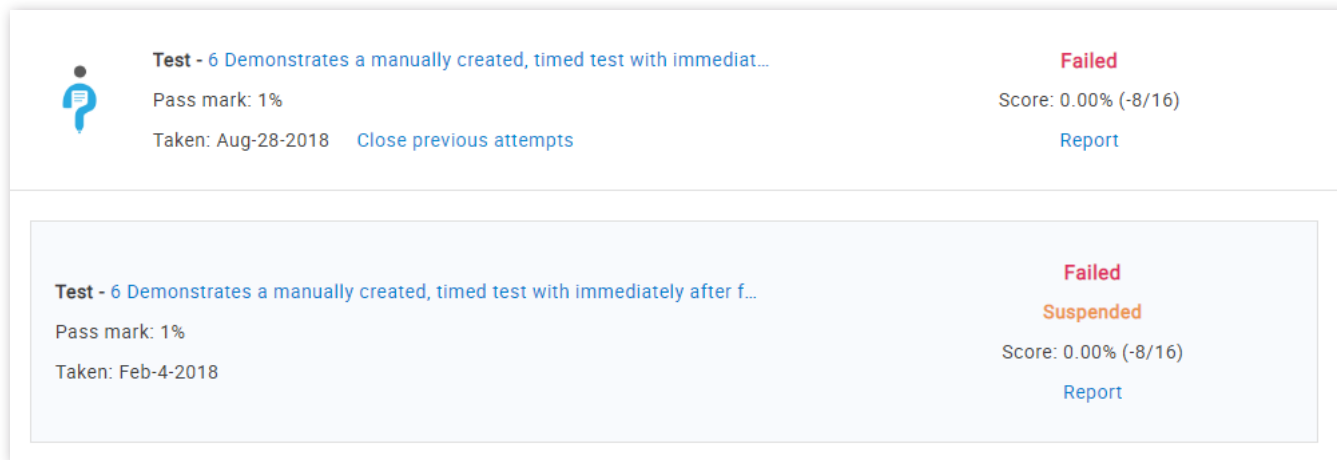 Test - 6 Demonstrates a manually created, timed test with immediat...
Failed
Pass mark: 1%
Score: 0.00% (-8/16)
Taken: Aug-28-2018 Close previous attempts
Report
Test - 6 Demonstrates a manually created, timed test with immediately after f...
Pass mark: 1%
Taken: Feb-4-2018
Failed
Suspended
Score: 0.00% (-8/16)
Report